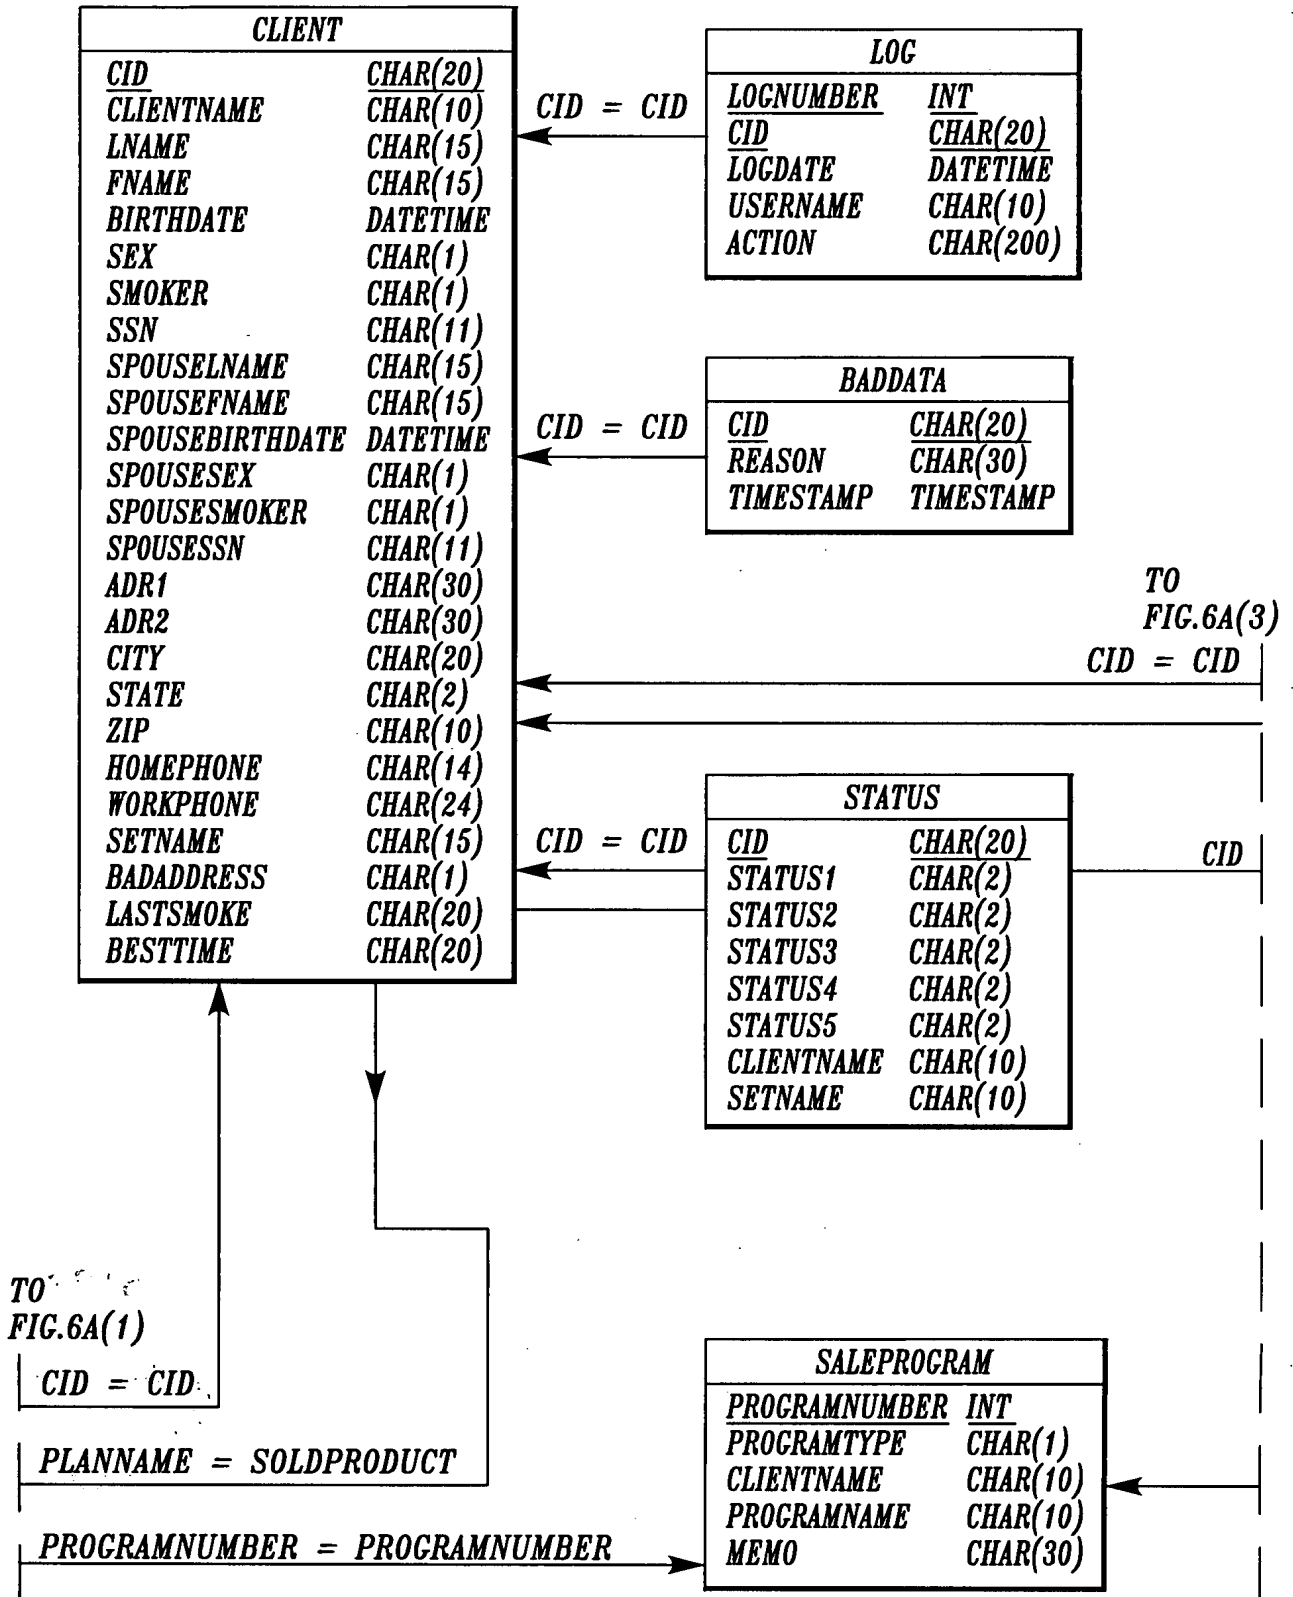 CLIENT
CID CHAR(20)
CLIENTNAME CHAR(10)
LNAME CHAR(15)
FNAME CHAR(15)
BIRTHDATE DATETIME
SEX CHAR(1)
SMOKER CHAR(1)
SSN CHAR(11)
SPOUSELNAME CHAR(15)
SPOUSEFNAME CHAR(15)
SPOUSEBIRTHDATE DATETIME
SPOUSESEX CHAR(1)
SPOUSESMOKER CHAR(1)
SPOUSESSN CHAR(11)
ADR1 CHAR(30)
ADR2 CHAR(30)
CITY CHAR(20)
STATE CHAR(2)
ZIP CHAR(10)
HOMEPHONE CHAR(14)
WORKPHONE CHAR(24)
SETNAME CHAR(15)
BADADDRESS CHAR(1)
LASTSMOKE CHAR(20)
BESTTIME CHAR(20)
CID = CID
LOG
LOGNUMBER INT
CID CHAR(20)
LOGDATE DATETIME
USERNAME CHAR(10)
ACTION CHAR(200)
CID = CID
BADDATA
CID CHAR(20)
REASON CHAR(30)
TIMESTAMP TIMESTAMP
TO
FIG.6A(3)
CID = CID
CID = CID
STATUS
CID CHAR(20)
STATUS1 CHAR(2)
STATUS2 CHAR(2)
STATUS3 CHAR(2)
STATUS4 CHAR(2)
STATUS5 CHAR(2)
CLIENTNAME CHAR(10)
SETNAME CHAR(10)
CID
TO
FIG.6A(1)
CID = CID
PLANNAME = SOLDPRODUCT
PROGRAMNUMBER = PROGRAMNUMBER
SALEPROGRAM
PROGRAMNUMBER INT
PROGRAMTYPE CHAR(1)
CLIENTNAME CHAR(10)
PROGRAMNAME CHAR(10)
MEMO CHAR(30)